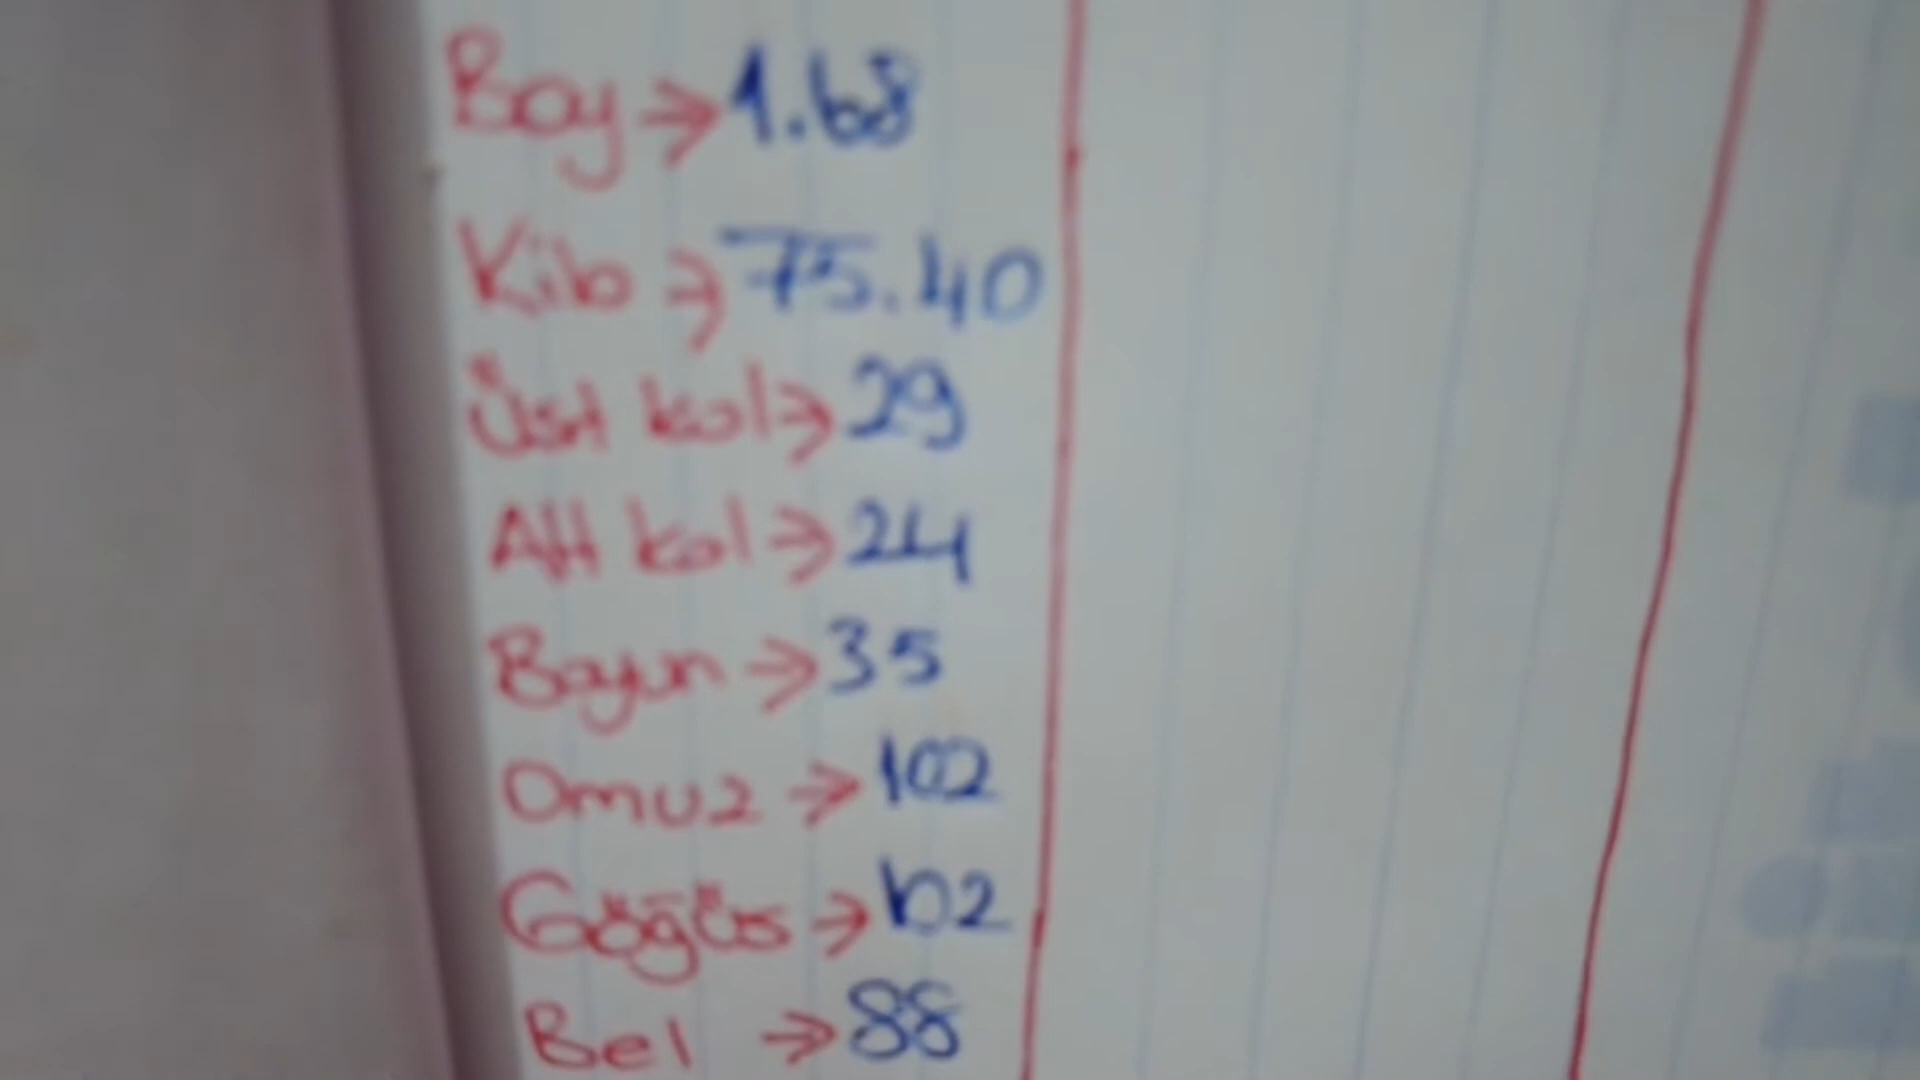 Boy → 1.68
Kilo → 75.40
Üst kol → 29
Alt kol → 24
Boyun → 35
Omuz → 102
Göğüs → 102
Bel → 88